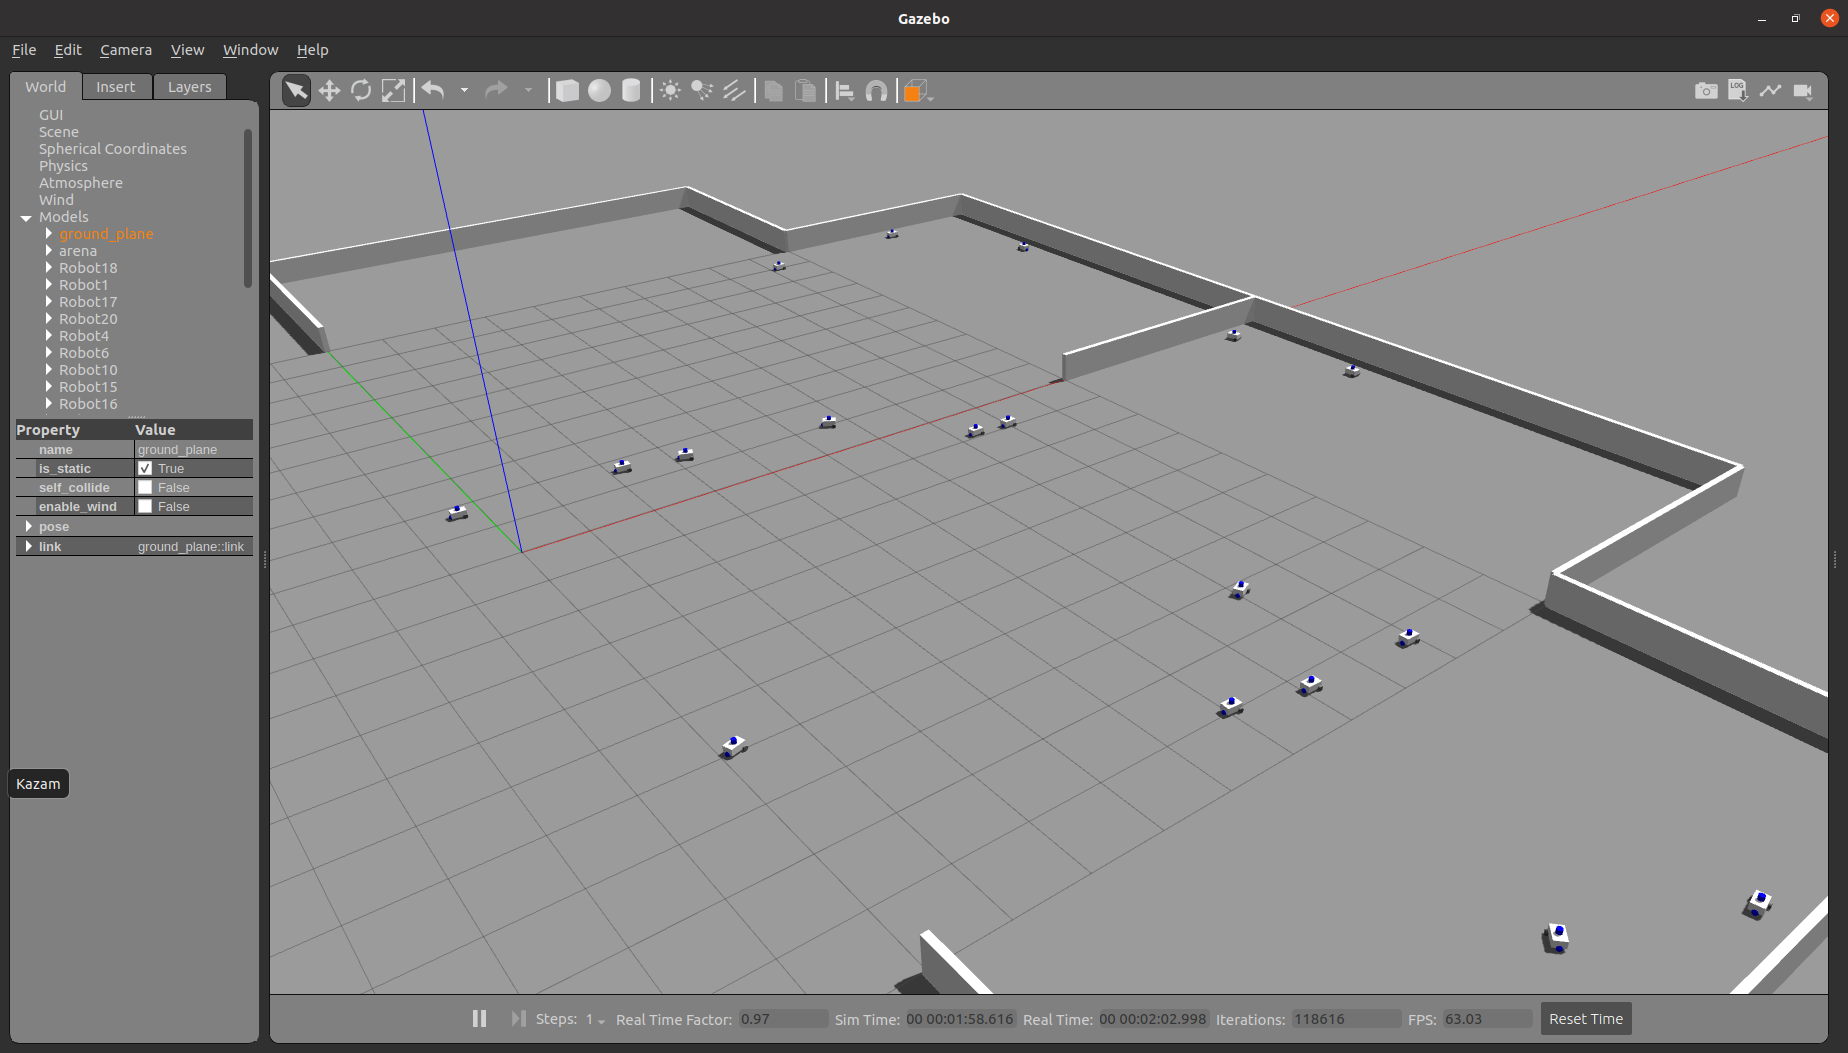 Gazebo
File Edit Camera View Window Help
World Insert Layers
LOG
GUI
Scene
Spherical Coordinates
Physics
Atmosphere
Wind
Models
ground_plane
arena
Robot18
Robot1
Robot17
Robot20
Robot4
Robot6
Robot10
Robot15
Robot16
Property Value
name ground_plane
is_static True
self_collide False
enable_wind False
pose
link ground_plane::link
Kazam
Steps: 1 Real Time Factor: 0.97 Sim Time: 00 00:01:58.616 Real Time: 00 00:02:02.998 Iterations: 118616 FPS: 63.03 Reset Time